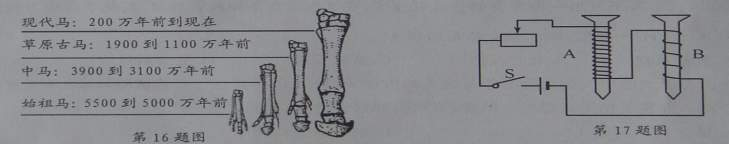 现代马：200 万年前到现在
草原古马：1900 到 1100 万年前
中马：3900 到 3100 万年前
始祖马：5500 到 5000 万年前
第 16 题图
A
B
S
第 17 题图